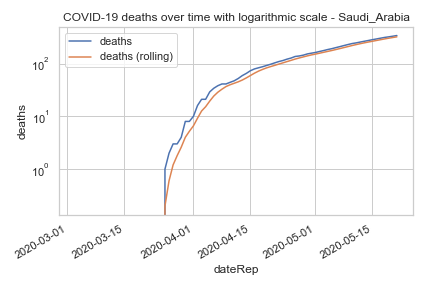 COVID-19 deaths over time with logarithmic scale - Saudi_Arabia
deaths
deaths (rolling)
10²
10¹
10⁰
deaths
2020-03-01
2020-03-15
2020-04-01
2020-04-15
2020-05-01
2020-05-15
dateRep